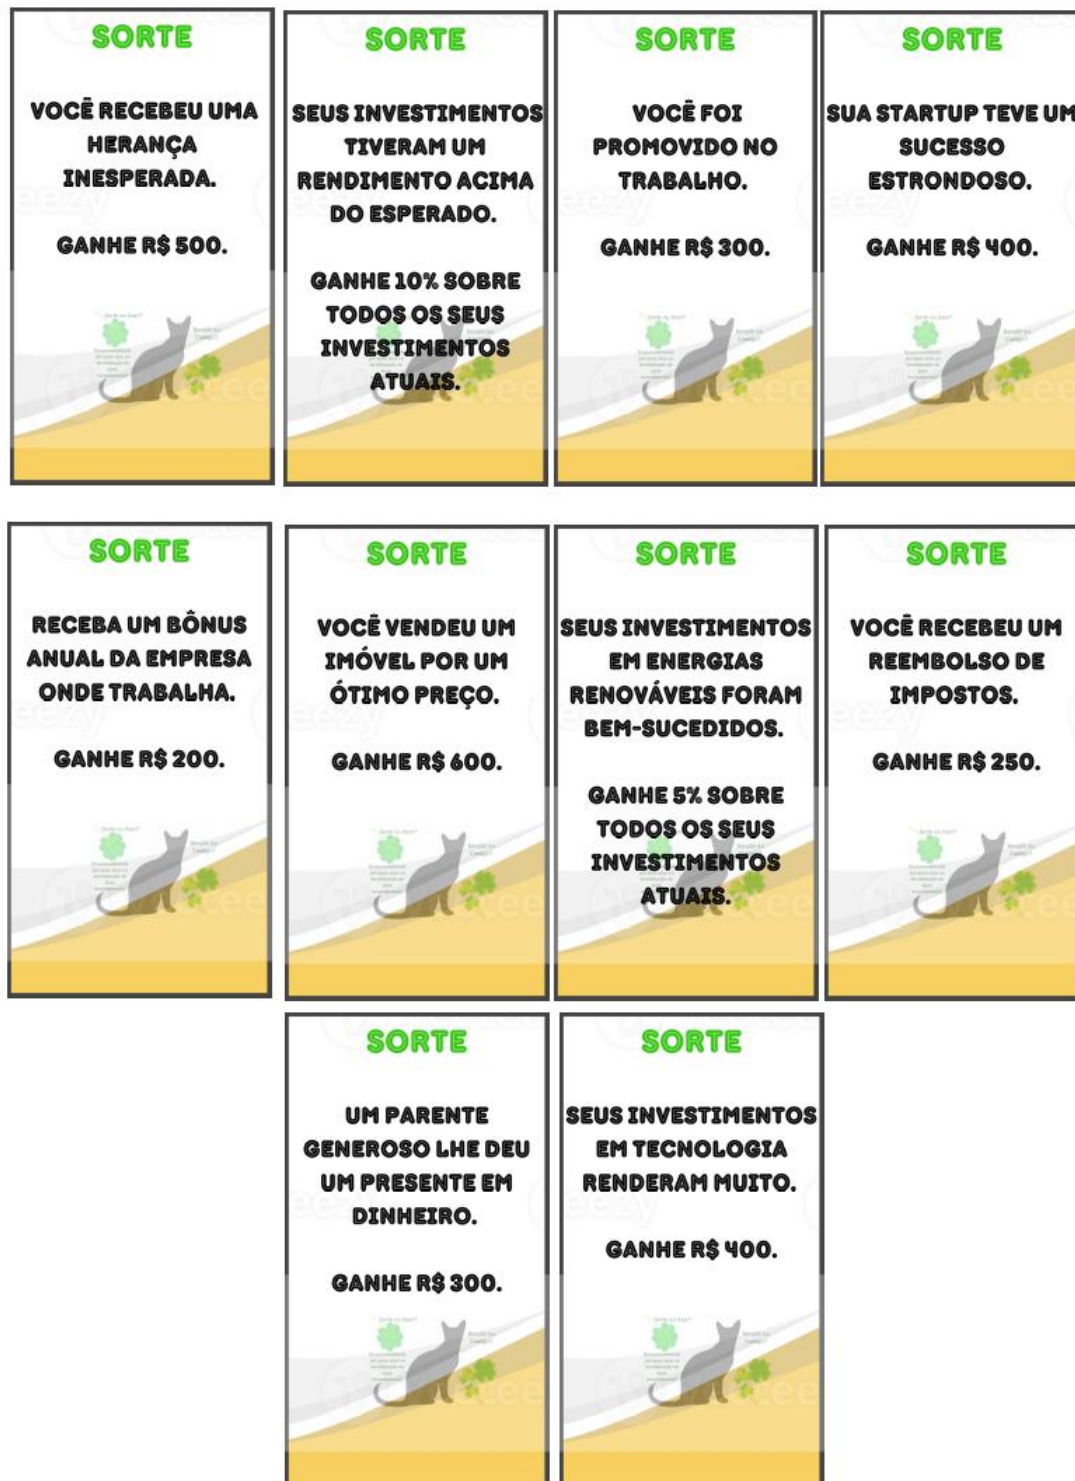 SORTE
VOCÊ RECEBEU UMA
HERANÇA
INESPERADA.
GANHE R$ 500.
SORTE
SEUS INVESTIMENTOS
TIVERAM UM
RENDIMENTO ACIMA
DO ESPERADO.
GANHE 10% SOBRE
TODOS OS SEUS
INVESTIMENTOS
ATUAIS.
SORTE
VOCÊ FOI
PROMOVIDO NO
TRABALHO.
GANHE R$ 300.
SORTE
SUA STARTUP TEVE UM
SUCESSO
ESTRONDOSO.
GANHE R$ 400.
SORTE
RECEBA UM BÔNUS
ANUAL DA EMPRESA
ONDE TRABALHA.
GANHE R$ 200.
SORTE
VOCÊ VENDEU UM
IMÓVEL POR UM
ÓTIMO PREÇO.
GANHE R$ 600.
SORTE
SEUS INVESTIMENTOS
EM ENERGIAS
RENOVÁVEIS FORAM
BEM-SUCEDIDOS.
GANHE 5% SOBRE
TODOS OS SEUS
INVESTIMENTOS
ATUAIS.
SORTE
VOCÊ RECEBEU UM
REEMBOLSO DE
IMPOSTOS.
GANHE R$ 250.
SORTE
UM PARENTE
GENEROSO LHE DEU
UM PRESENTE EM
DINHEIRO.
GANHE R$ 300.
SORTE
SEUS INVESTIMENTOS
EM TECNOLOGIA
RENDERAM MUITO.
GANHE R$ 400.